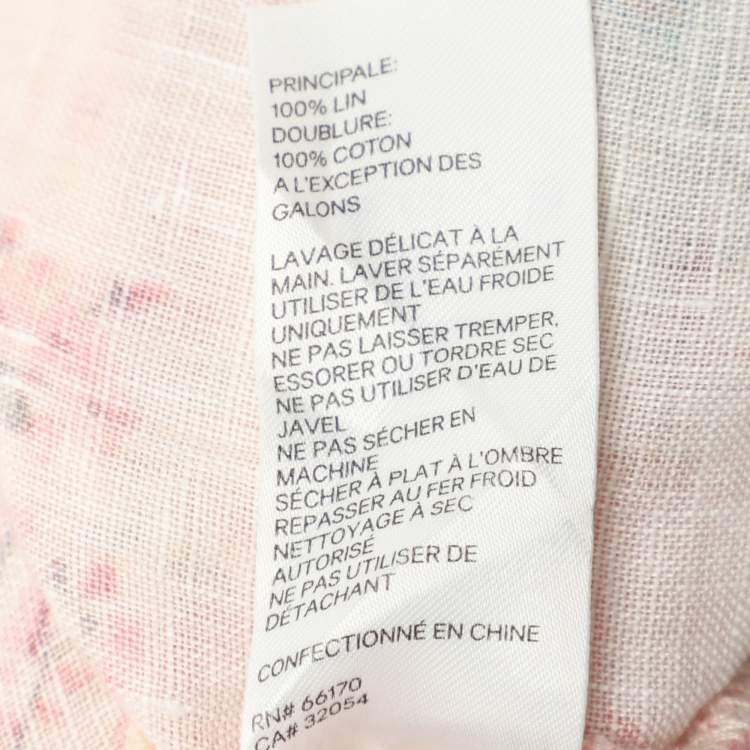 PRINCIPALE:
100% LIN
DOUBLURE:
100% COTON
A L'EXCEPTION DES
GALONS
LAVAGE DÉLICAT À LA
MAIN. LAVER SÉPARÉMENT
UTILISER DE L'EAU FROIDE
UNIQUEMENT
NE PAS LAISSER TREMPER,
ESSORER OU TORDRE SEC
NE PAS UTILISER D'EAU DE
JAVEL
NE PAS SÉCHER EN
MACHINE
SÉCHER À PLAT À L'OMBRE
REPASSER AU FER FROID
NETTOYAGE À SEC
AUTORISÉ
NE PAS UTILISER DE
DÉTACHANT
CONFECTIONNÉ EN CHINE
RN# 66170
CA# 32054